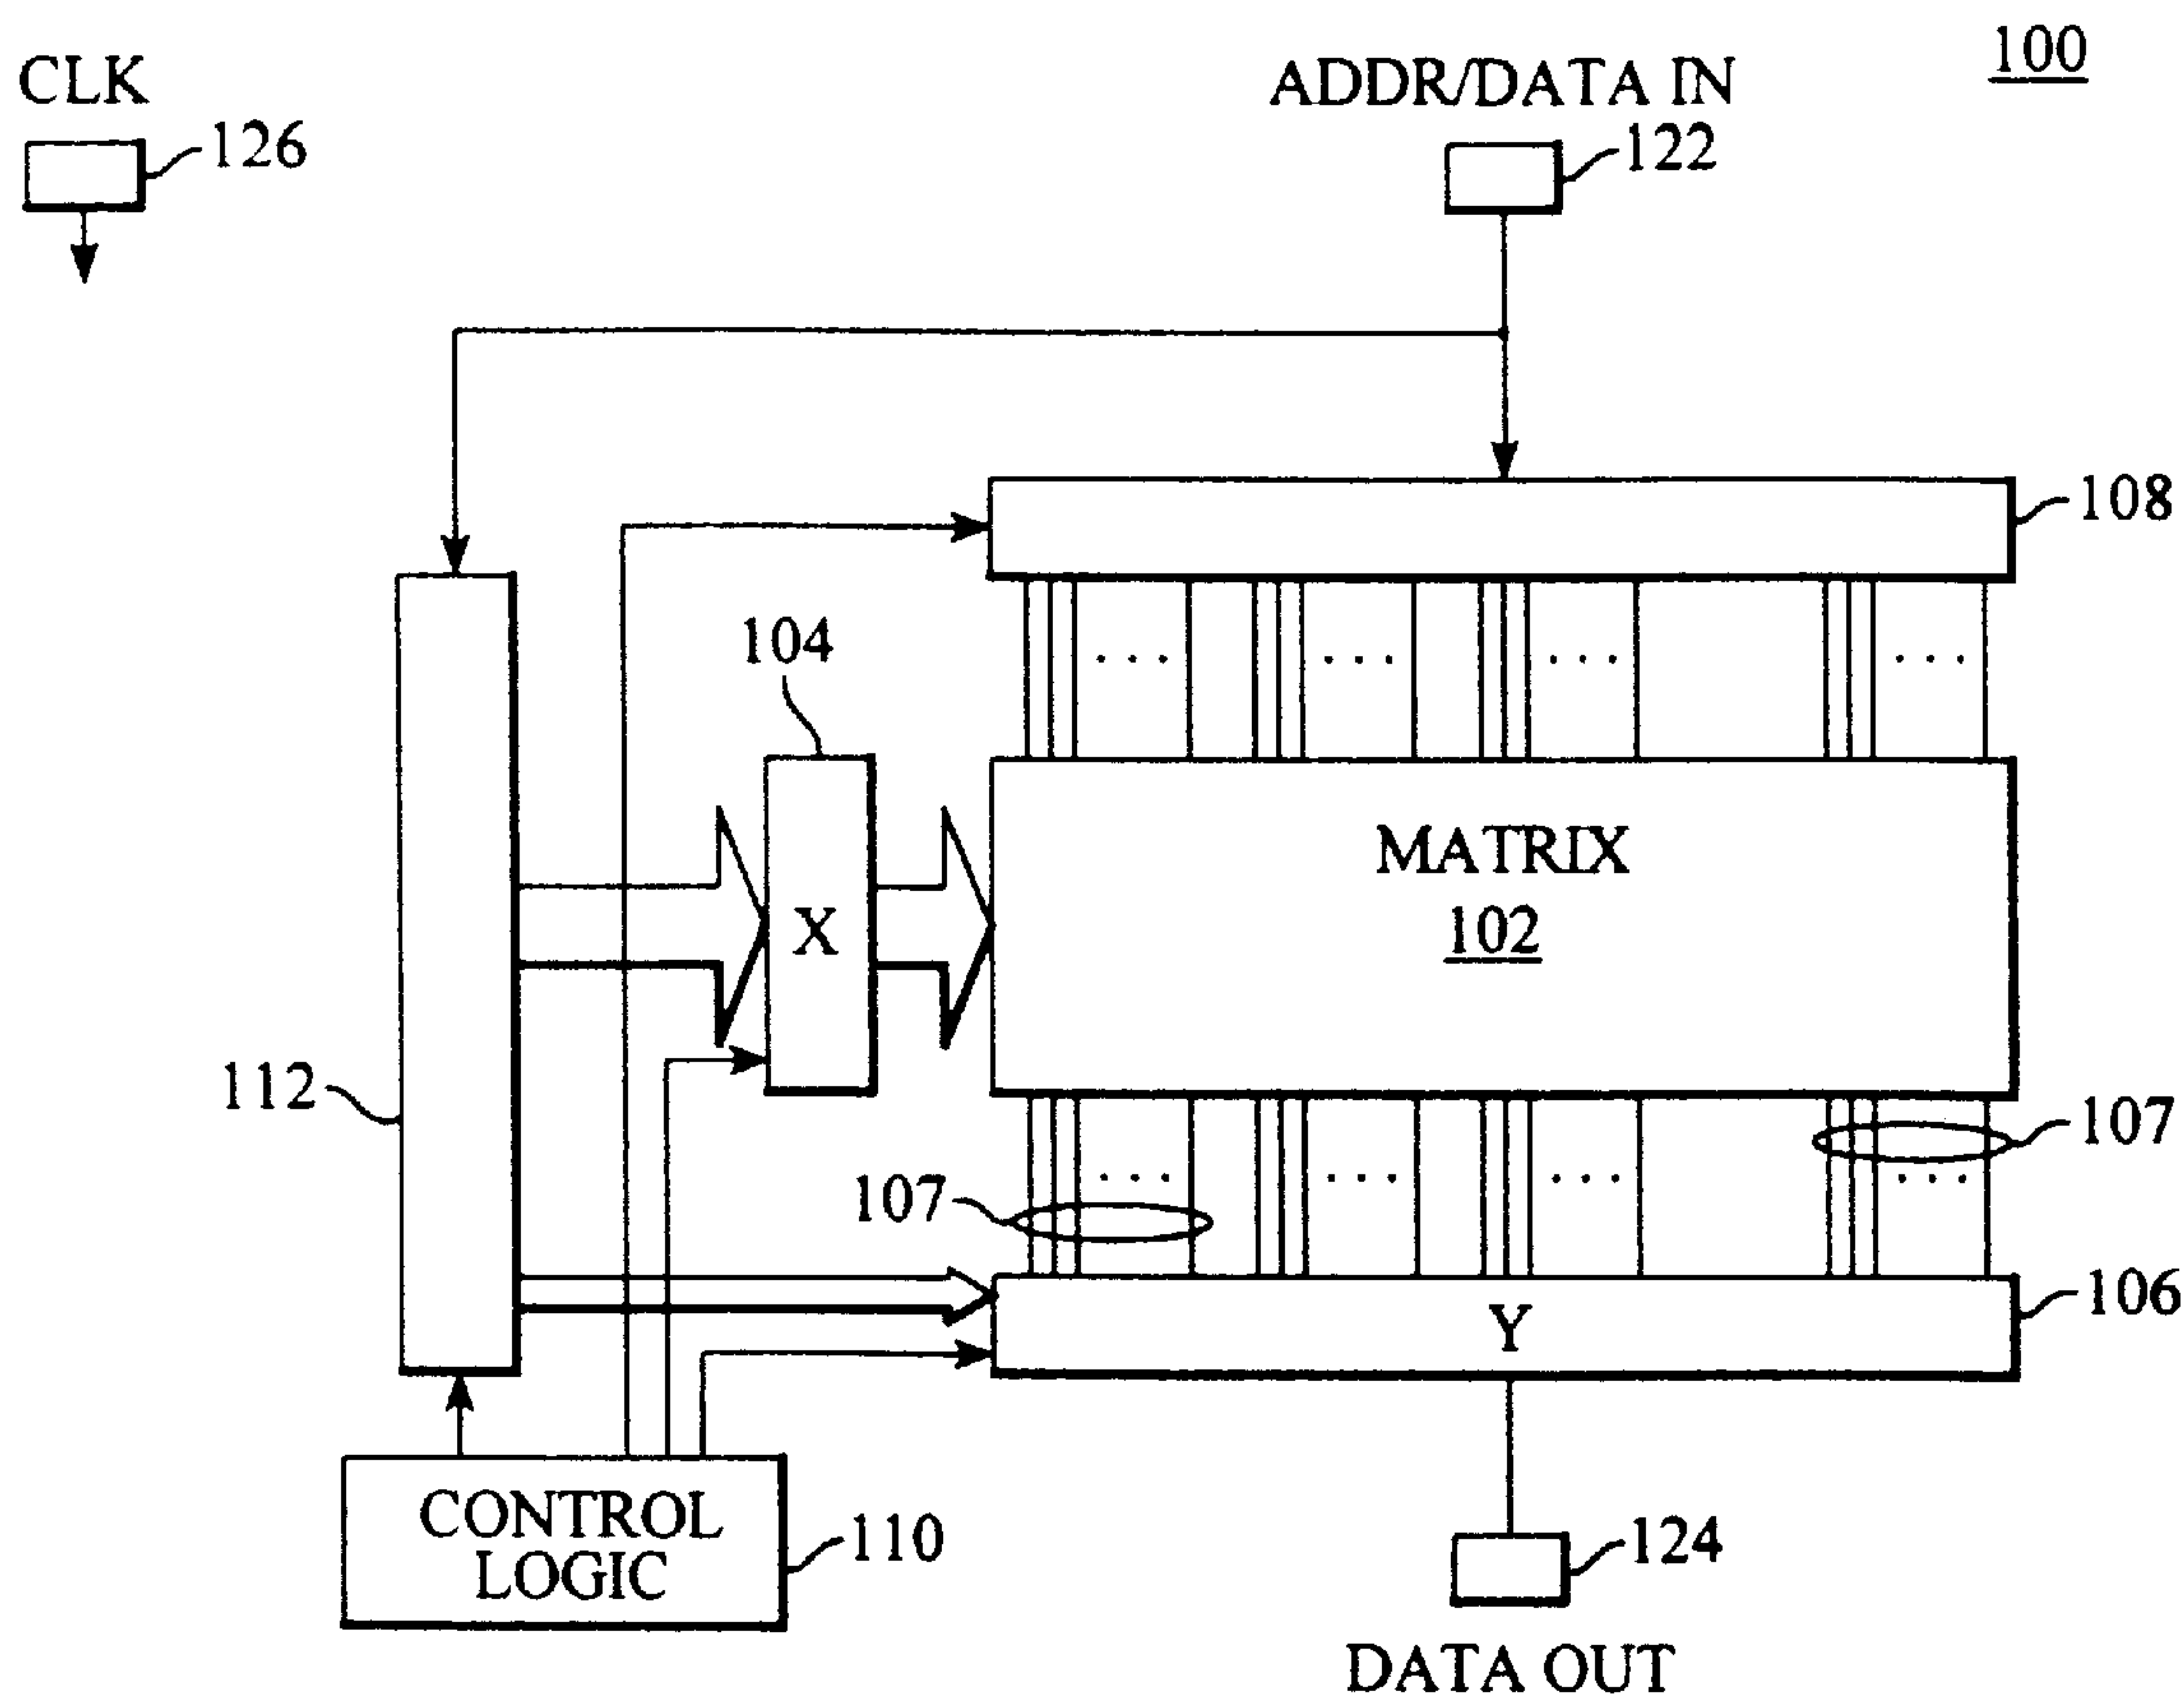 100
CLK
ADDR/DATA IN
126
122
108
104
MATRIX
102
X
112
107
107
106
Y
CONTROL
LOGIC
110
124
DATA OUT